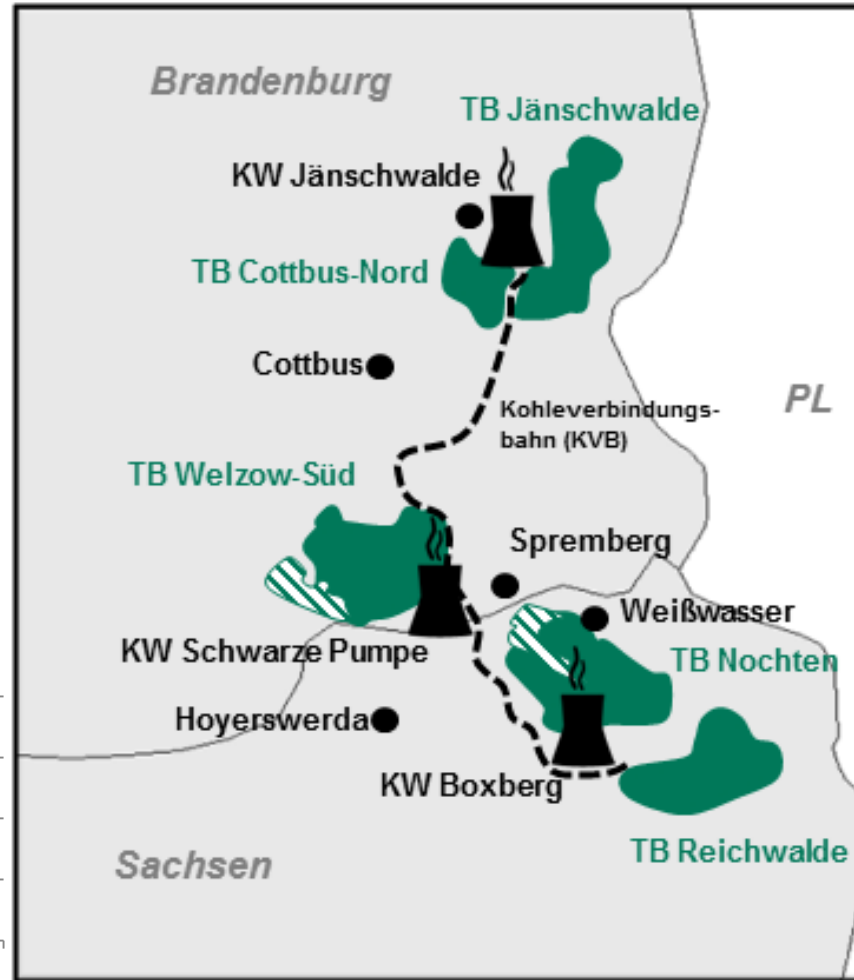 Brandenburg
TB Jänschwalde
KW Jänschwalde
TB Cottbus-Nord
Cottbus
PL
Kohleverbindungs-
bahn (KVB)
TB Welzow-Süd
Spremberg
Weißwasser
KW Schwarze Pumpe
TB Nochten
Hoyerswerda
KW Boxberg
TB Reichwalde
Sachsen